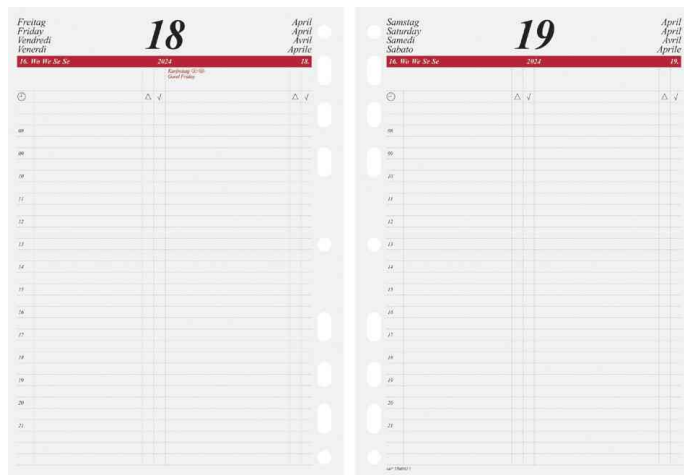 Freitag
Friday
Vendredi
Venerdì
18
April
April
Avril
Aprile
16. Wo We Se Se 2024 18.
Karfreitag
Good Friday
09
10
11
12
13
14
15
16
17
18
19
20
21
Samstag
Saturday
Samedi
Sabato
19
April
April
Avril
Aprile
16. Wo We Se Se 2024 19.
08
09
10
11
12
13
14
15
16
17
18
19
20
21